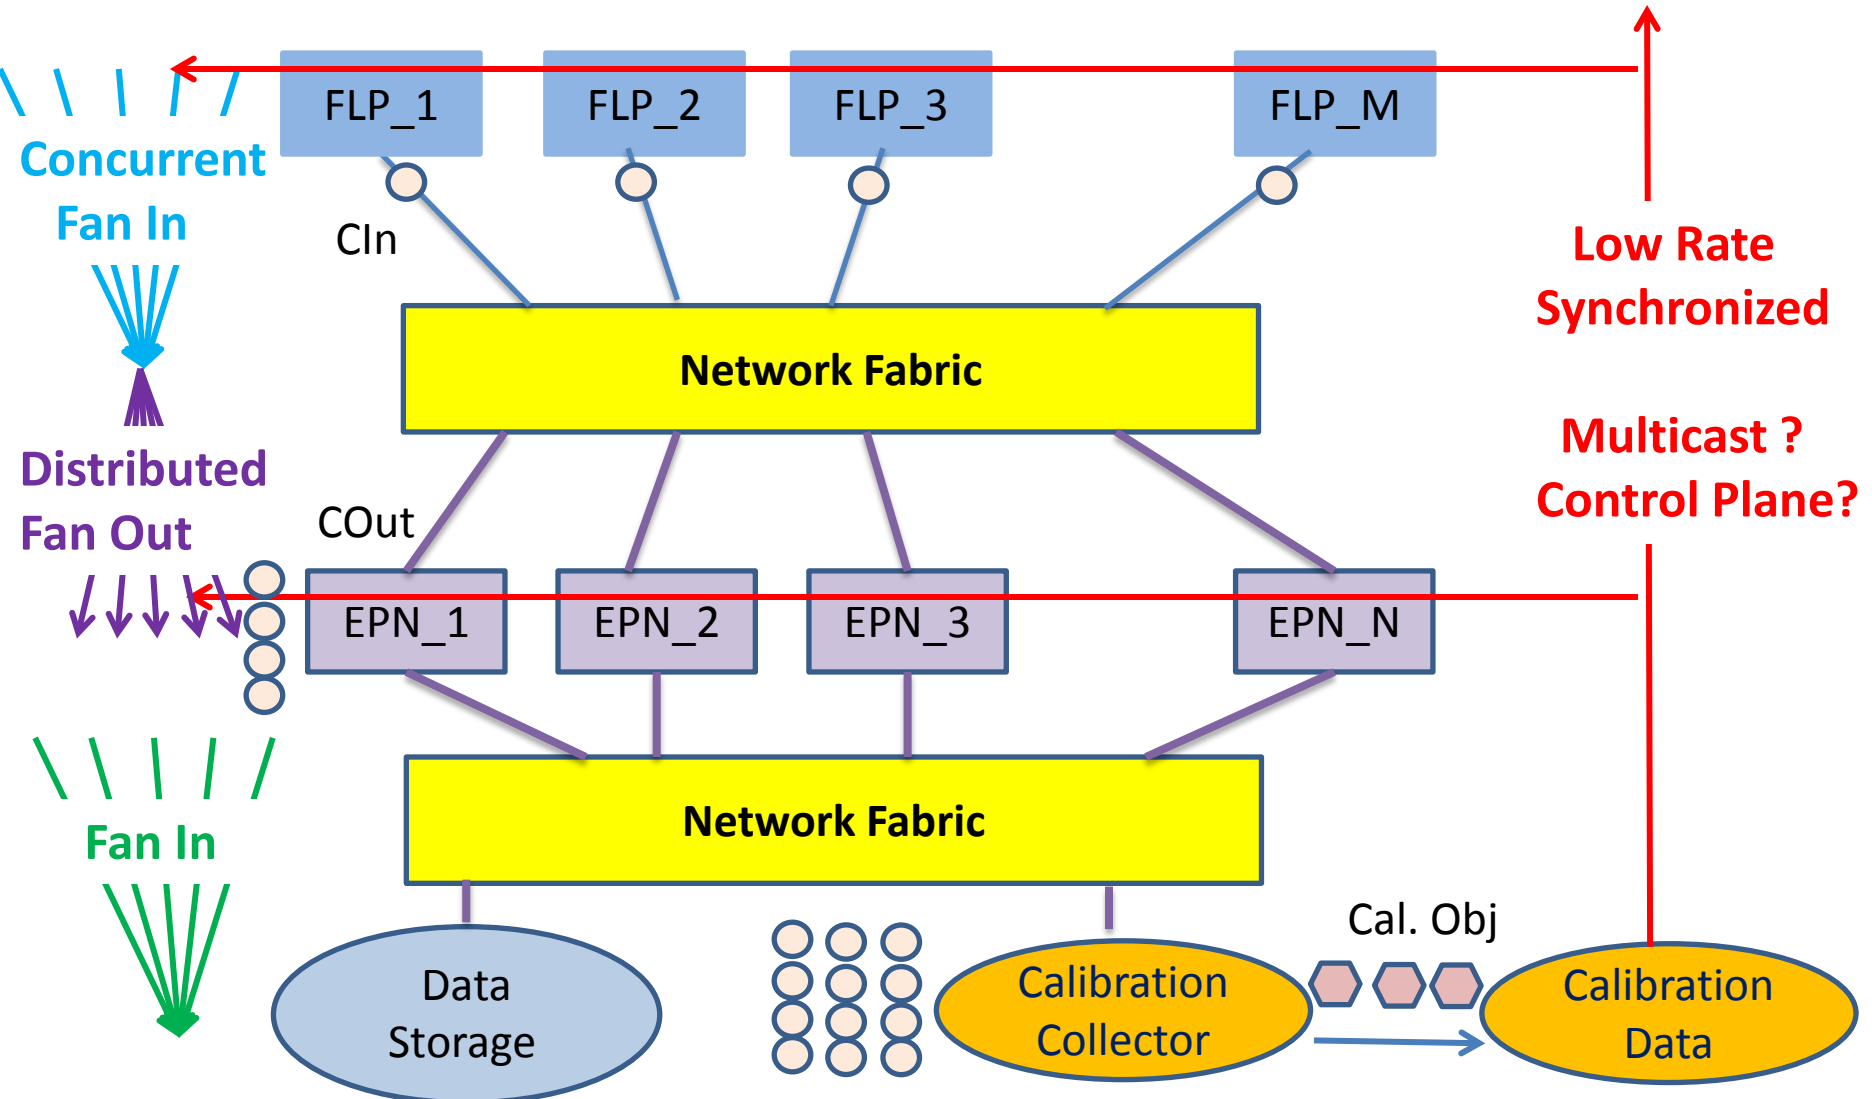 FLP_1
FLP_2
FLP_3
FLP_M
Concurrent
Fan In
CIn
Low Rate
Synchronized
Network Fabric
Multicast ?
Control Plane?
Distributed
Fan Out
COut
EPN_1
EPN_2
EPN_3
EPN_N
Fan In
Network Fabric
Cal. Obj
Data
Storage
Calibration
Collector
Calibration
Data